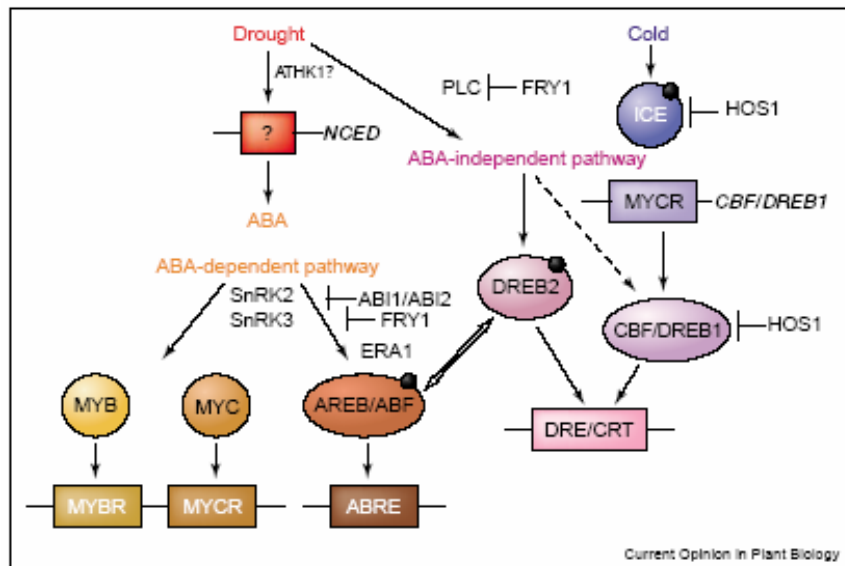 Drought
Cold
ATHK1?
PLC
FRY1
ICE
HOS1
?
NCED
ABA-independent pathway
MYCR
CBF/DREB1
ABA
ABA-dependent pathway
DREB2
SnRK2
ABI1/ABI2
SnRK3
FRY1
CBF/DREB1
HOS1
ERA1
MYB
MYC
AREB/ABF
DRE/CRT
MYBR
MYCR
ABRE
Current Opinion in Plant Biology